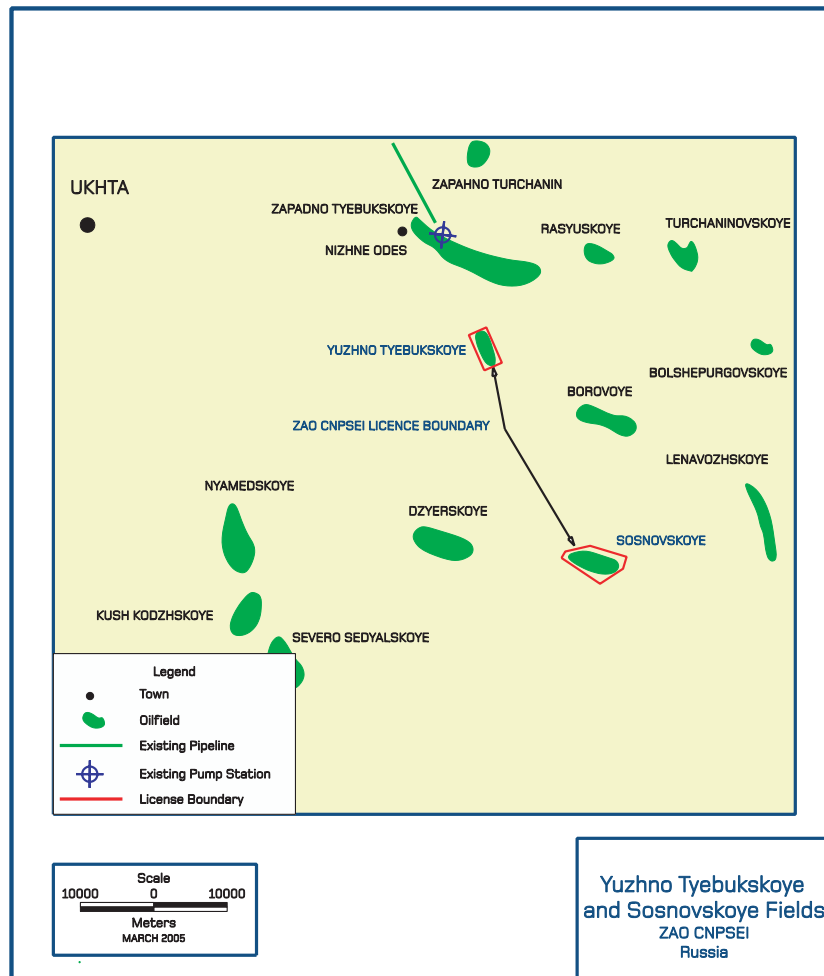 ZAPAHNO TURCHANIN
UKHTA
ZAPADNO TYEBUKSKOYE
NIZHNE ODES
RASYUSKOYE
TURCHANINOVSKOYE
YUZHNO TYEBUKSKOYE
BOLSHEPURGOVSKOYE
BOROVOYE
ZAO CNPSEI LICENCE BOUNDARY
LENAVOZHSKOYE
NYAMEDSKOYE
DZYERSKOYE
SOSNOVSKOYE
KUSH KODZHSKOYE
SEVERO SEDYALSKOYE
Legend
Town
Oilfield
Existing Pipeline
Existing Pump Station
License Boundary
Scale
10000 0 10000
Meters
MARCH 2005
Yuzhno Tyebukskoye
and Sosnovskoye Fields
ZAO CNPSEI
Russia